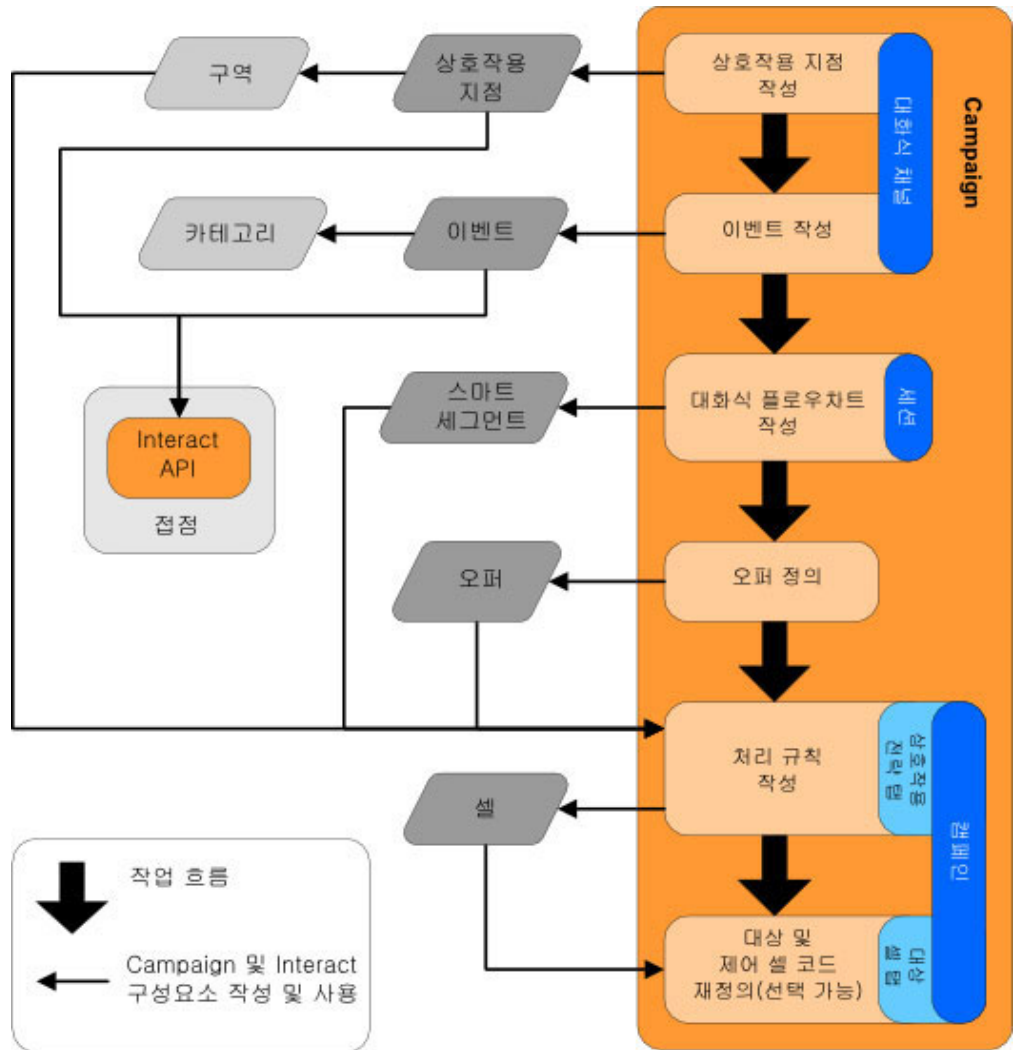 구역
상호작용
지점
상호작용 지점
작성
대화식 채널
Campaign
카테고리
이벤트
이벤트 작성
스마트
세그먼트
대화식 플로우차트
작성
세션
Interact
API
접점
오퍼
오퍼 정의
처리 규칙
작성
상호작용
전략 탭
캠페인
셀
대상 및
제어 셀 코드
재정의(선택 가능)
대상
셀 탭
작업 흐름
Campaign 및 Interact
구성요소 작성 및 사용